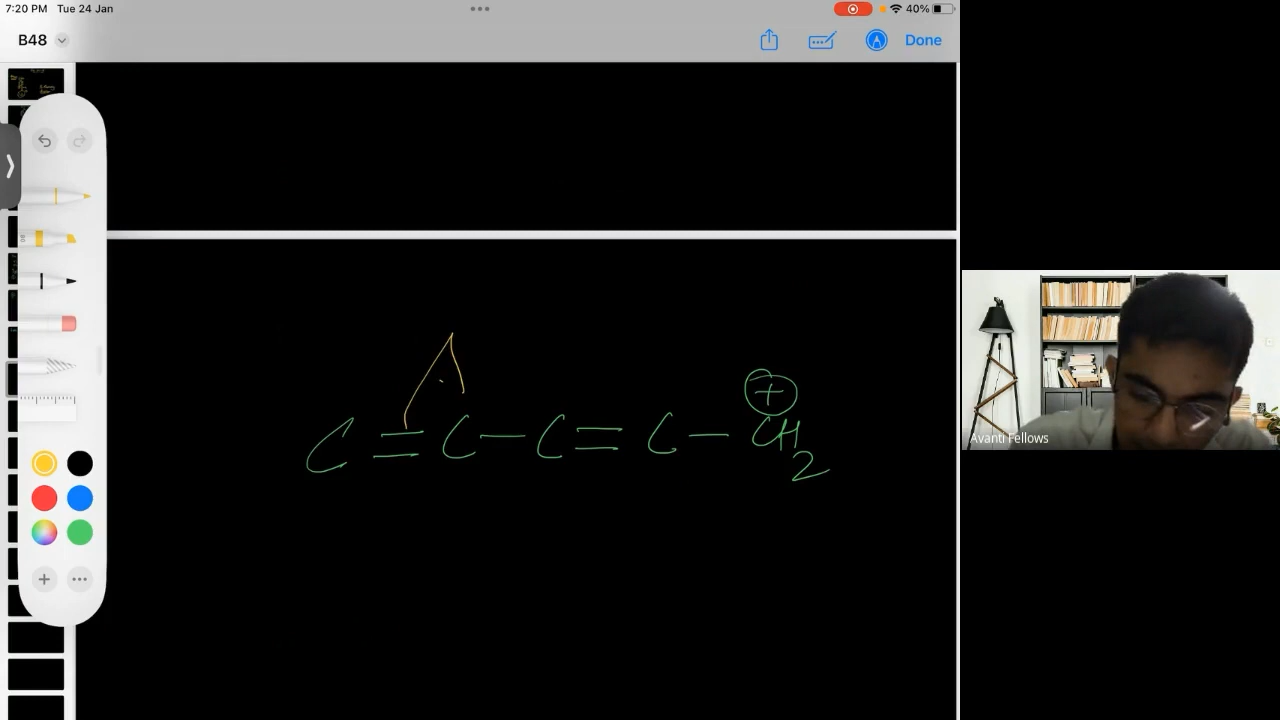 7:20 PM Tue 24 Jan
40%
B48
Done
⊕
C = C — C = C — CH2
Avanti Fellows